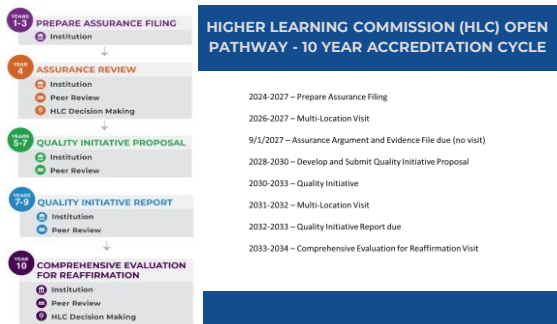 YEARS
1-3
PREPARE ASSURANCE FILING
Institution
YEAR
4
ASSURANCE REVIEW
Institution
Peer Review
HLC Decision Making
YEARS
5-7
QUALITY INITIATIVE PROPOSAL
Institution
Peer Review
YEARS
7-9
QUALITY INITIATIVE REPORT
Institution
Peer Review
YEAR
10
COMPREHENSIVE EVALUATION
FOR REAFFIRMATION
Institution
Peer Review
HLC Decision Making
HIGHER LEARNING COMMISSION (HLC) OPEN
PATHWAY - 10 YEAR ACCREDITATION CYCLE
2024-2027 – Prepare Assurance Filing
2026-2027 – Multi-Location Visit
9/1/2027 – Assurance Argument and Evidence File due (no visit)
2028-2030 – Develop and Submit Quality Initiative Proposal
2030-2033 – Quality Initiative
2031-2032 – Multi-Location Visit
2032-2033 – Quality Initiative Report due
2033-2034 – Comprehensive Evaluation for Reaffirmation Visit